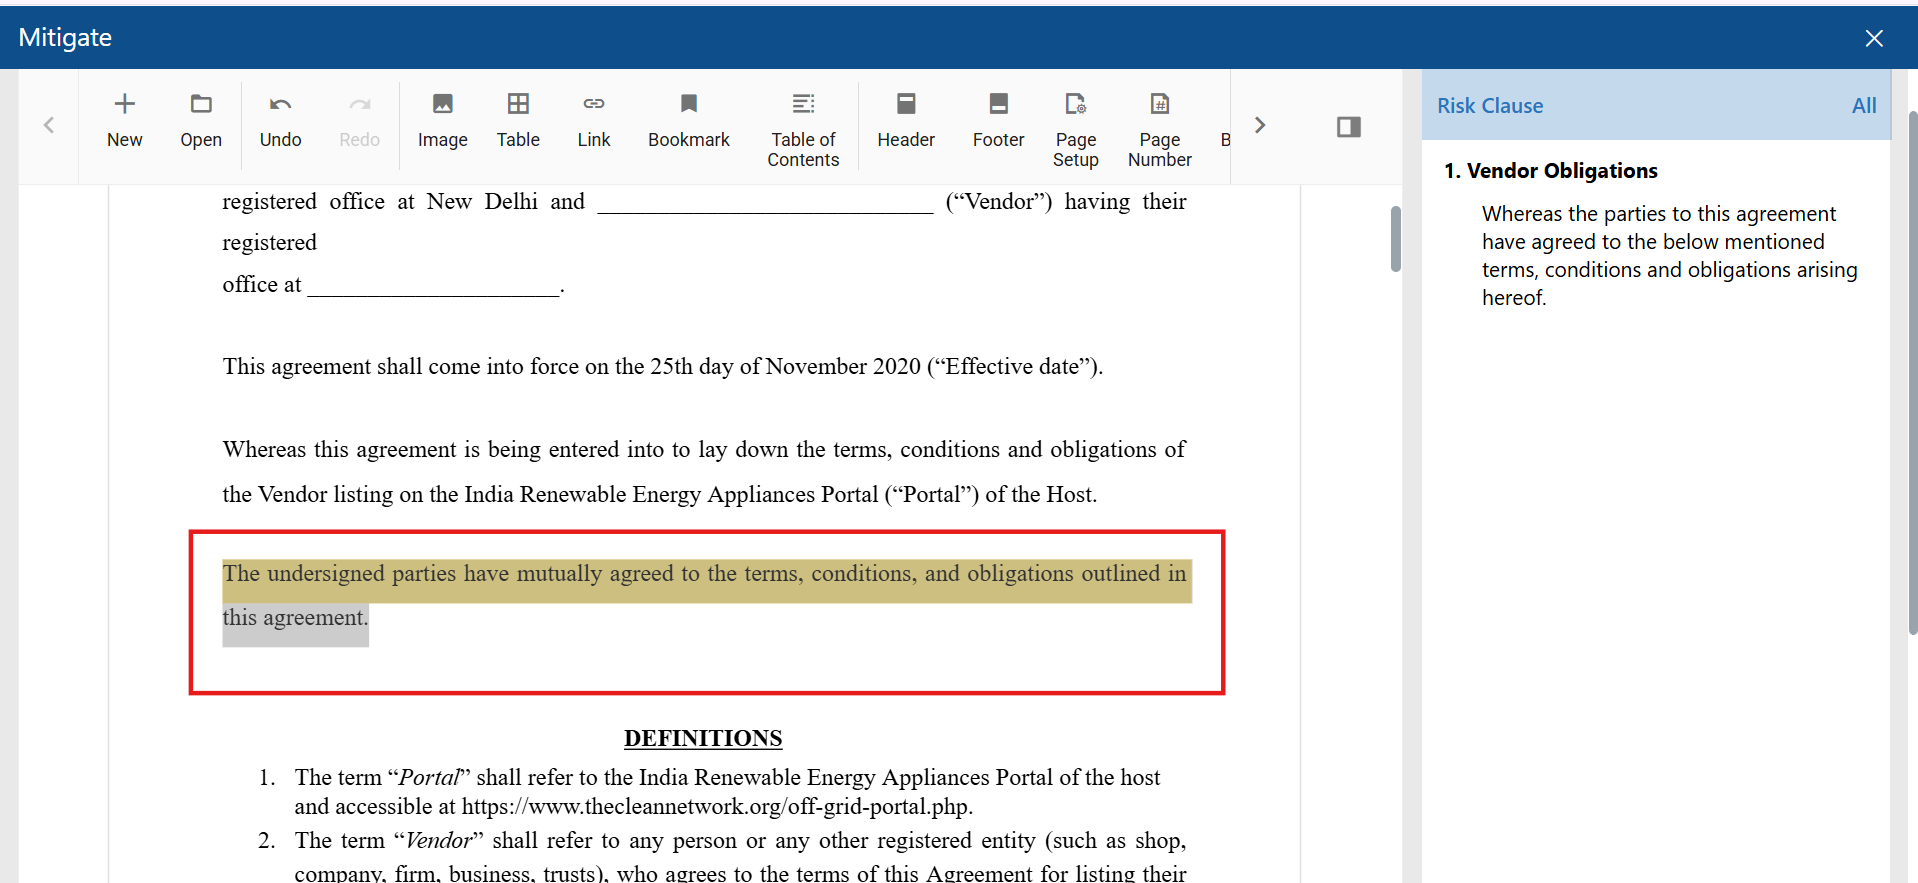 Mitigate
New
Open
Undo
Redo
Image
Table
Link
Bookmark
Table of
Contents
Header
Footer
Page
Setup
Page
Number
B
registered office at New Delhi and ____________________________ (“Vendor”) having their
registered
office at _____________________.
This agreement shall come into force on the 25th day of November 2020 (“Effective date”).
Whereas this agreement is being entered into to lay down the terms, conditions and obligations of
the Vendor listing on the India Renewable Energy Appliances Portal (“Portal”) of the Host.
The undersigned parties have mutually agreed to the terms, conditions, and obligations outlined in
this agreement.
DEFINITIONS
1. The term “Portal” shall refer to the India Renewable Energy Appliances Portal of the host
and accessible at https://www.thecleannetwork.org/off-grid-portal.php.
2. The term “Vendor” shall refer to any person or any other registered entity (such as shop,
company, firm, business, trusts), who agrees to the terms of this Agreement for listing their
Risk Clause
All
1. Vendor Obligations
Whereas the parties to this agreement
have agreed to the below mentioned
terms, conditions and obligations arising
hereof.